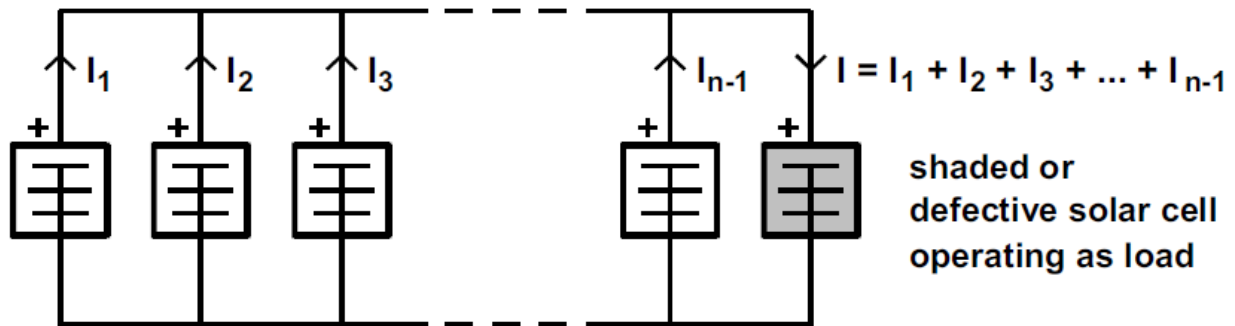 I1
I2
I3
In-1
I = I1 + I2 + I3 + ... + In-1
+
+
+
+
+
shaded or
defective solar cell
operating as load